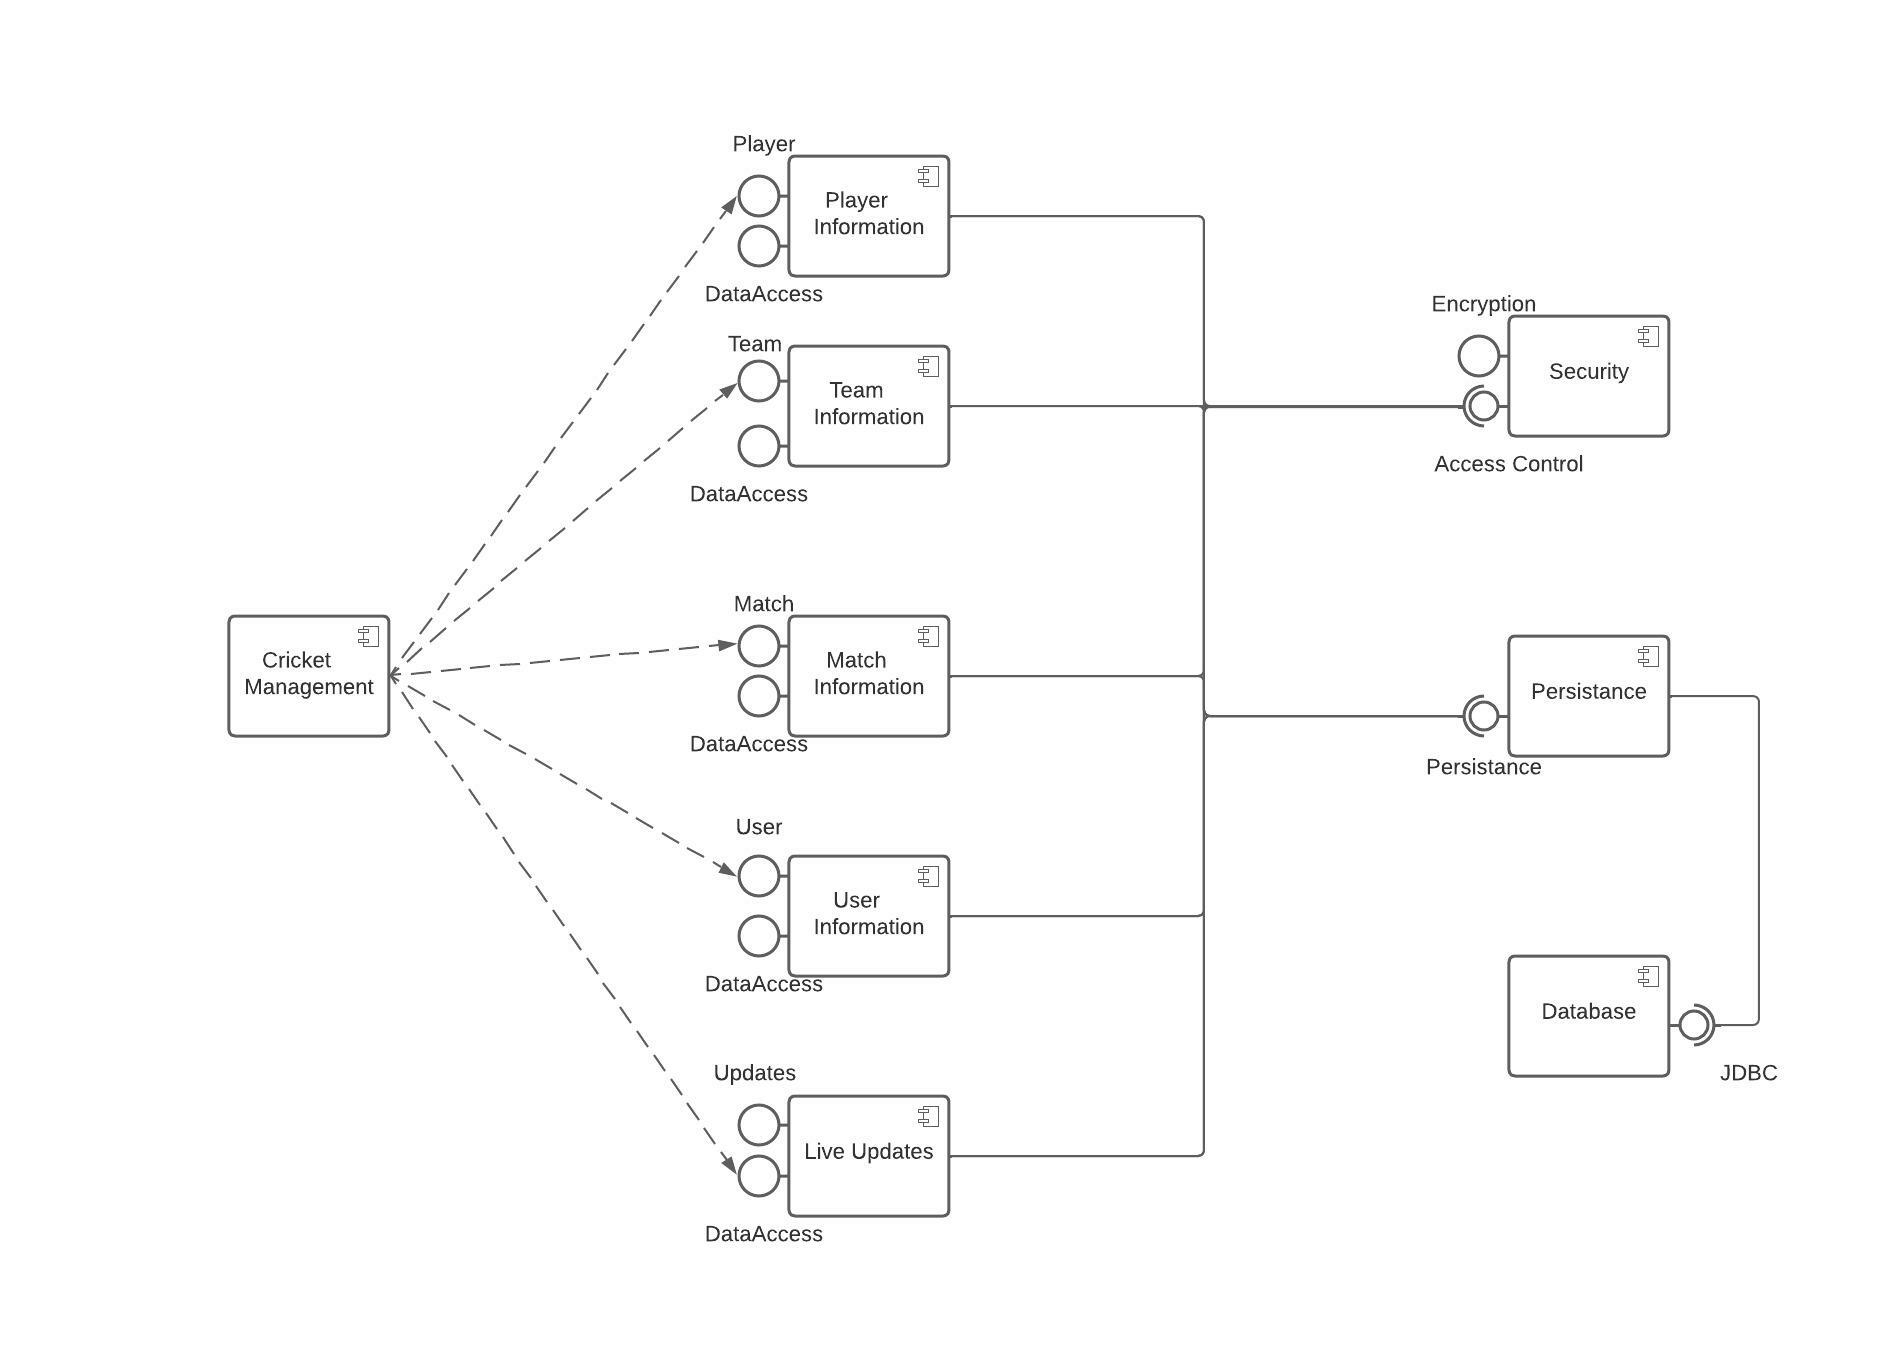 Player
Player
Information
DataAccess
Team
Team
Information
DataAccess
Encryption
Security
Access Control
Cricket
Management
Match
Match
Information
DataAccess
Persistance
Persistance
User
User
Information
DataAccess
Database
JDBC
Updates
Live Updates
DataAccess